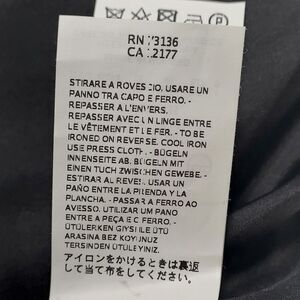 RN 73136
CA 12177
STIRARE A ROVESCIO. USARE UN
PANNO TRA CAPO E FERRO. -
REPASSER A L'ENVERS.
REPASSER AVEC UN LINGE ENTRE
LE VÊTEMENT ET LE FER. - TO BE
IRONED ON REVERSE. COOL IRON
USE PRESS CLOTH. - BÜGELN
INNENSEITE AB. BÜGELN MIT
EINEN TUCH ZWISCHEN GEWEBE. -
ESTIRAR AL REVES. USAR UN
PAÑO ENTRE LA PRENDA Y LA
PLANCHA. - PASSAR A FERRO AO
AVESSO. UTILIZAR UM PANO
ENTRE A PEÇA E O FERRO. -
ÜTÜLERKEN GIYSI ILE ÜTÜ
ARASINA BEZ KOYINUZ
TERSINDEN ÜTÜLEYINIZ.
アイロンをかけるときは裏返
して当て布をしてください。